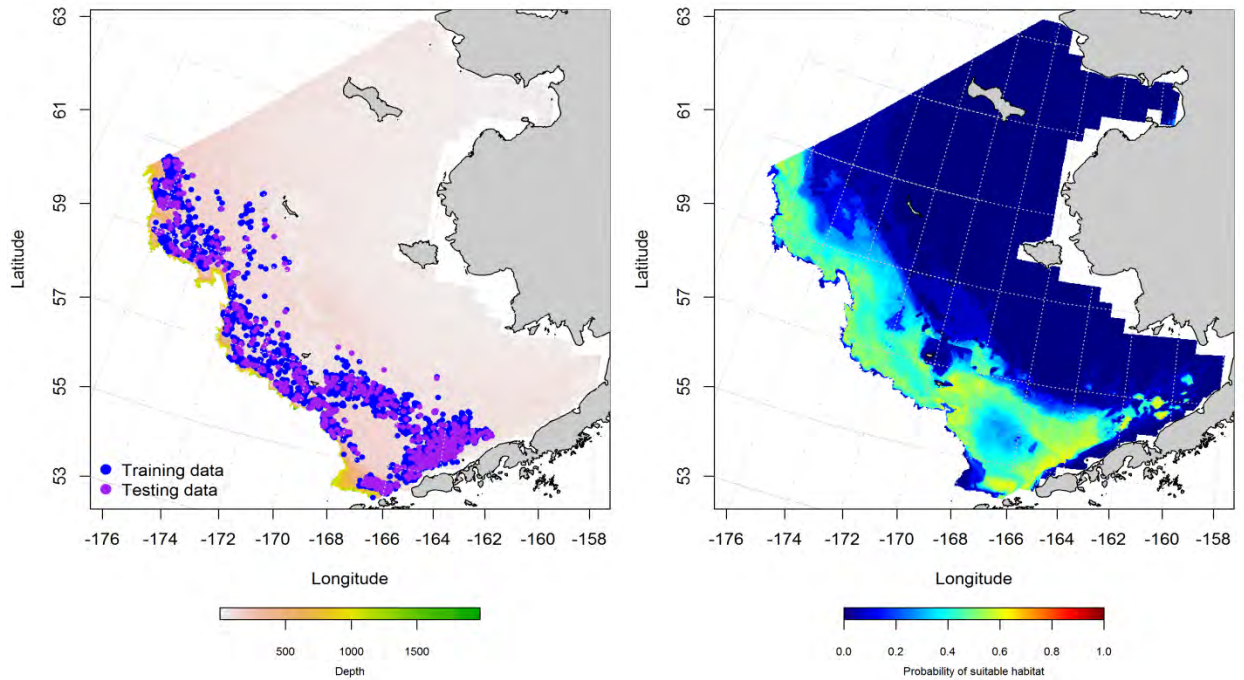 63
61
59
57
55
53
Latitude
Training data
Testing data
-176 -174 -172 -170 -168 -166 -164 -162 -160 -158
Longitude
500 1000 1500
Depth
63
61
59
57
55
53
Latitude
-176 -174 -172 -170 -168 -166 -164 -162 -160 -158
Longitude
0.0 0.2 0.4 0.6 0.8 1.0
Probability of suitable habitat